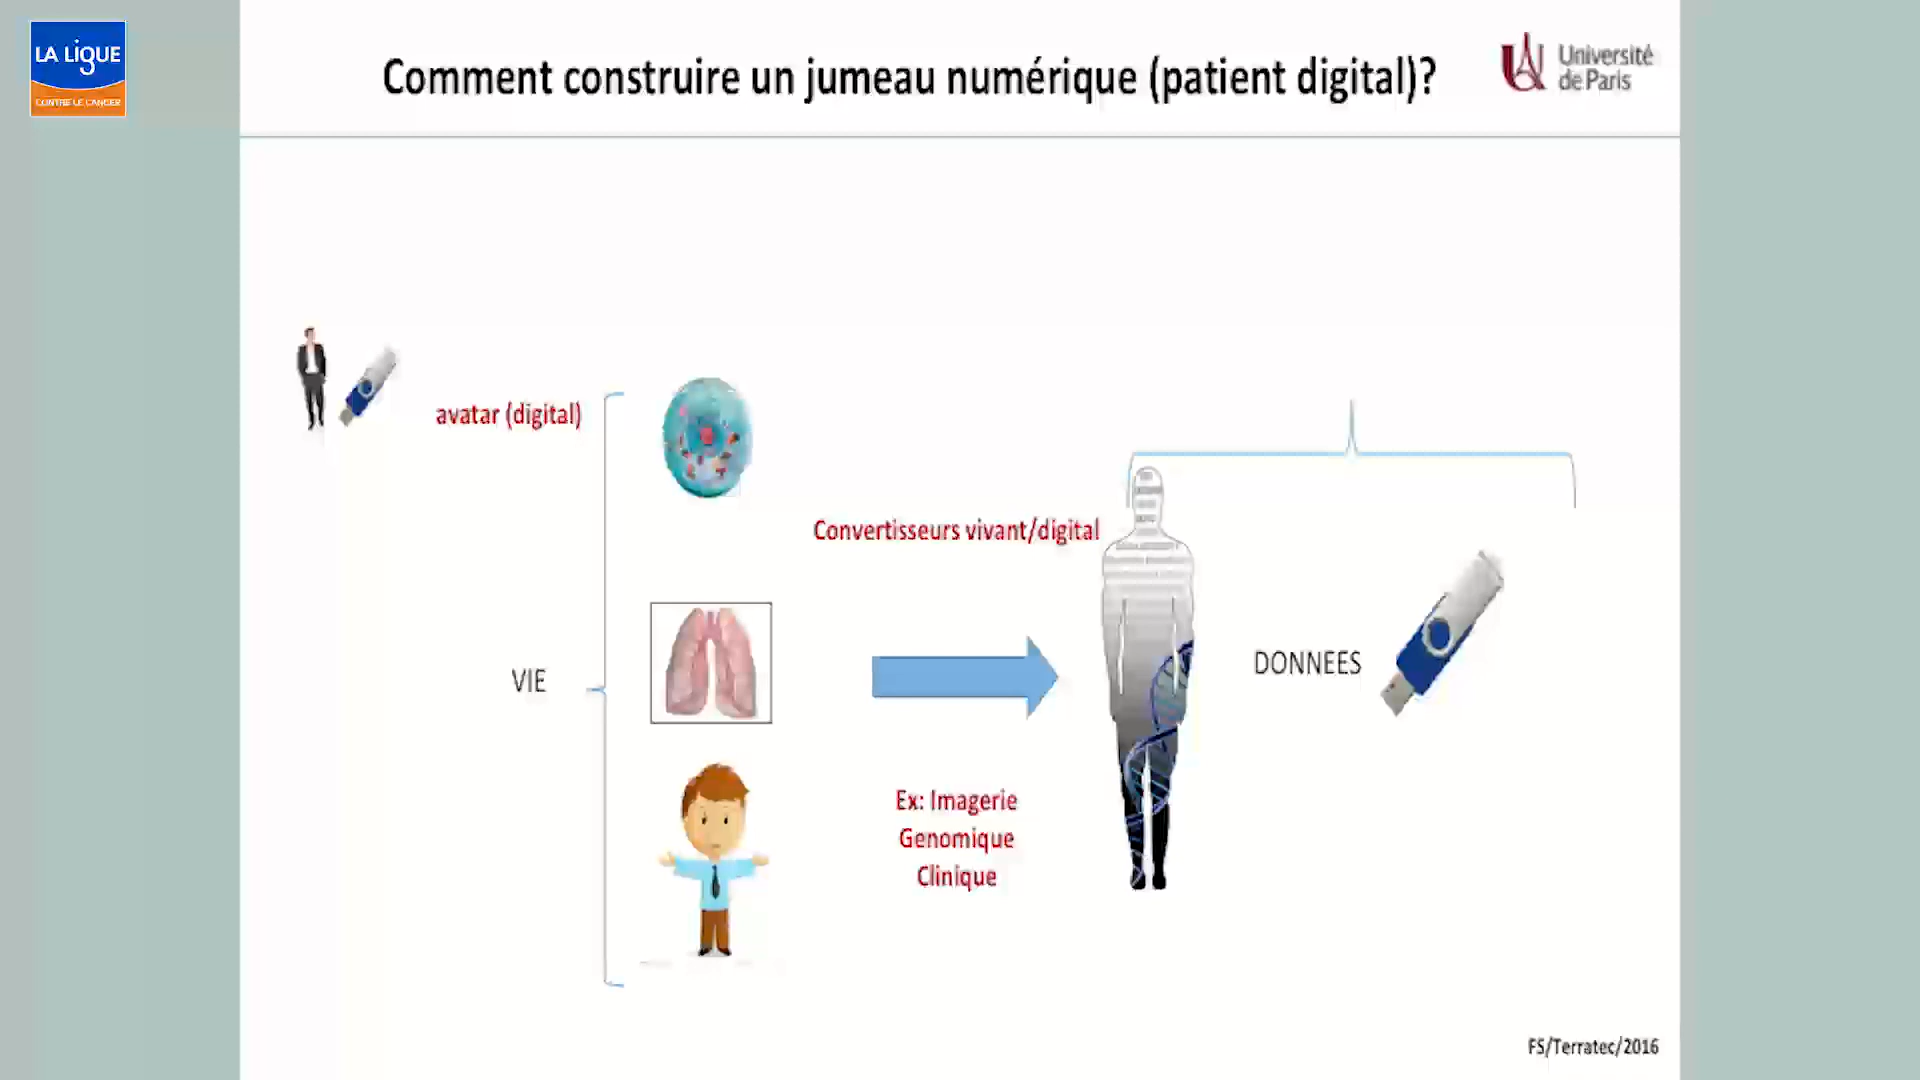 LA LIGUE
CONTRE LE CANCER
Comment construire un jumeau numérique (patient digital)?
Université
de Paris
avatar (digital)
Convertisseurs vivant/digital
VIE
DONNEES
Ex: Imagerie
Genomique
Clinique
FS/Terratec/2016